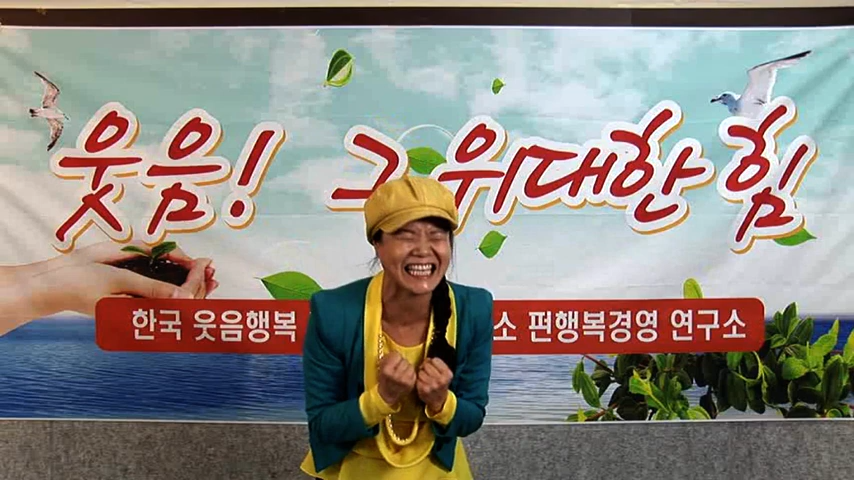 웃음! 그 위대한 힘
한국 웃음행복 소 펀행복경영 연구소